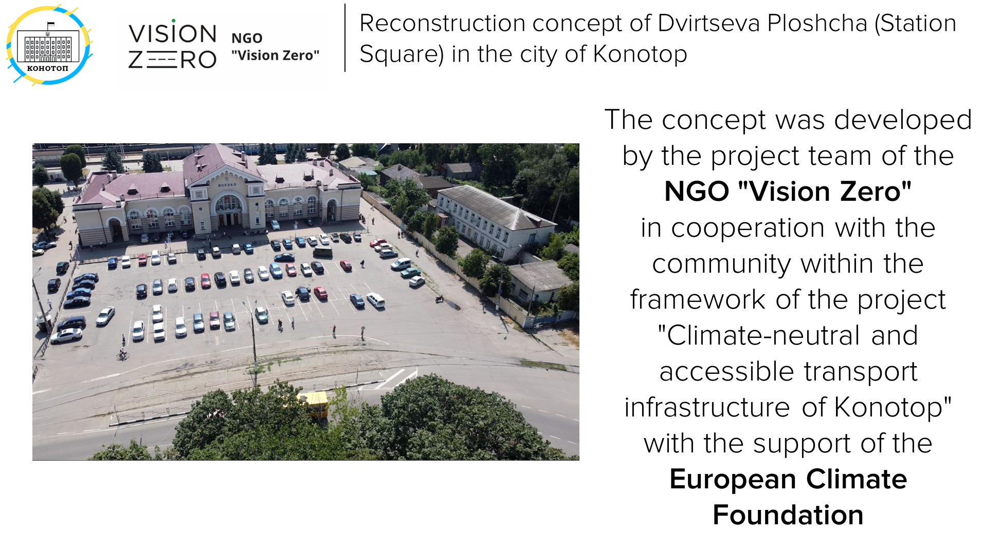 КОНОТОП
VISION
ZERO
NGO
"Vision Zero"
Reconstruction concept of Dvirtseva Ploshcha (Station
Square) in the city of Konotop
ВОКЗАЛ
The concept was developed
by the project team of the
NGO "Vision Zero"
in cooperation with the
community within the
framework of the project
"Climate-neutral and
accessible transport
infrastructure of Konotop"
with the support of the
European Climate
Foundation